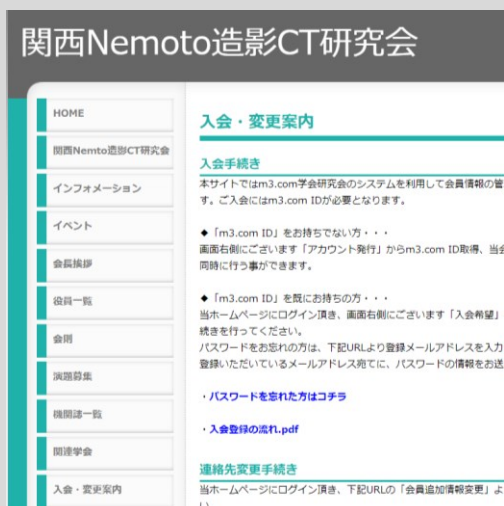 関西Nemoto造影CT研究会
HOME
関西Nemto造影CT研究会
インフォメーション
イベント
会長挨拶
役員一覧
会則
演題募集
機関誌一覧
関連学会
入会・変更案内
入会・変更案内
入会手続き
本サイトではm3.com学会研究会のシステムを利用して会員情報の管
す。ご入会にはm3.com IDが必要となります。
◆「m3.com ID」をお持ちでない方・・・
画面右側にございます「アカウント発行」からm3.com ID取得、当会
同時に行う事ができます。
◆「m3.com ID」を既にお持ちの方・・・
当ホームページにログイン頂き、画面右側にございます「入会希望」
続きを行ってください。
パスワードをお忘れの方は、下記URLより登録メールアドレスを入力
登録いただいているメールアドレス宛てに、パスワードの情報をお送
・パスワードを忘れた方はコチラ
・入会登録の流れ.pdf
連絡先変更手続き
当ホームページにログイン頂き、下記URLの「会員追加情報変更」よ
い。